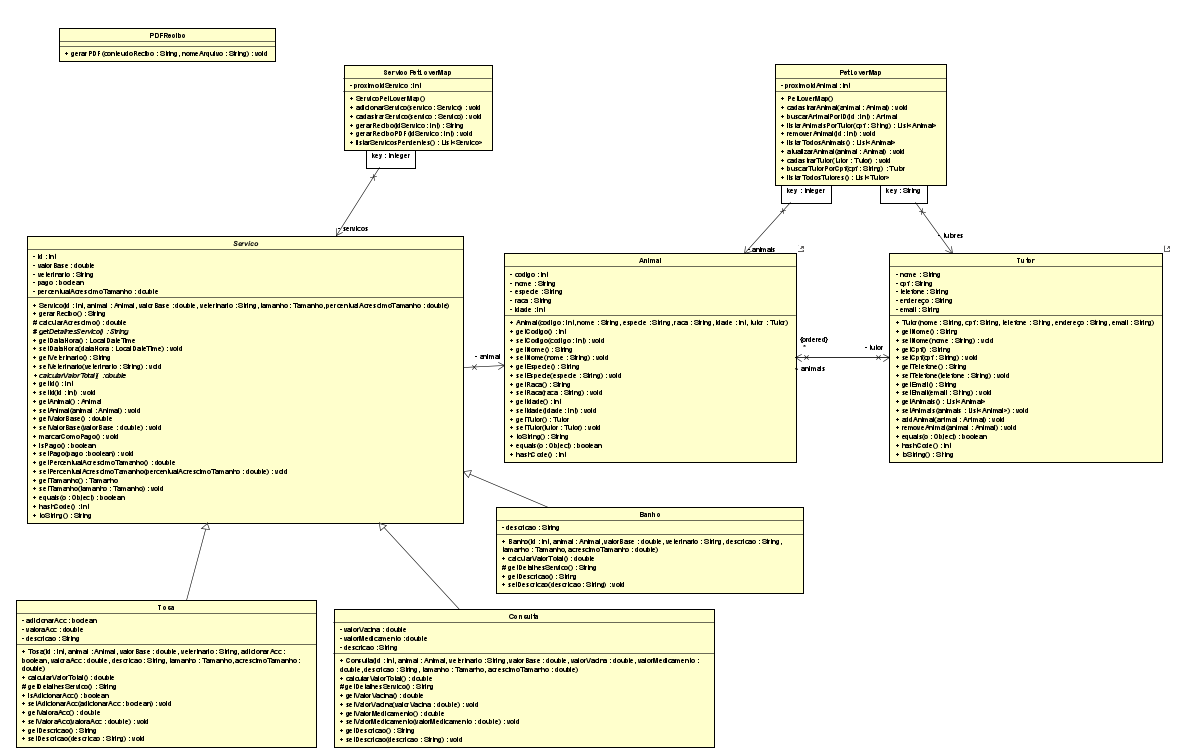 PDFRecibo
+ gerarPDF(conteudoRecibo : String, nomeArquivo : String) : void
ServicoPetLoverMap
- proximoIdServico : int
+ ServicoPetLoverMap()
+ adicionarServico(servico : Servico) : void
+ cadastrarServico(servico : Servico) : void
+ gerarRecibo(idServico : int) : String
+ gerarReciboPDF(idServico : int) : void
+ listarServicosPendentes() : List<Servico>
key : Integer
- servicos
PetLoverMap
- proximoIdAnimal : int
+ PetLoverMap()
+ cadastrarAnimal(animal : Animal) : void
+ buscarAnimalPorID(id : int) : Animal
+ listarAnimaisPorTutor(cpf : String) : List<Animal>
+ removerAnimal(id : int) : void
+ listarTodosAnimais() : List<Animal>
+ atualizarAnimal(animal : Animal) : void
+ cadastrarTutor(tutor : Tutor) : void
+ buscarTutorPorCpf(cpf : String) : Tutor
+ listarTodosTutores() : List<Tutor>
key : Integer
key : String
- animais
- tutores
Servico
- id : int
- valorBase : double
- veterinario : String
- pago : boolean
- percentualAcrescimoTamanho : double
+ Servico(id : int, animal : Animal, valorBase : double, veterinario : String, tamanho : Tamanho, percentualAcrescimoTamanho : double)
+ gerarRecibo() : String
# calcularAcrescimo() : double
# getDetalhesServico() : String
+ getDataHora() : LocalDateTime
+ setDataHora(dataHora : LocalDateTime) : void
+ getVeterinario() : String
+ setVeterinario(veterinario : String) : void
+ calcularValorTotal() : double
+ getId() : int
+ setId(id : int) : void
+ getAnimal() : Animal
+ setAnimal(animal : Animal) : void
+ getValorBase() : double
+ setValorBase(valorBase : double) : void
+ marcarComoPago() : void
+ isPago() : boolean
+ setPago(pago : boolean) : void
+ getPercentualAcrescimoTamanho() : double
+ setPercentualAcrescimoTamanho(percentualAcrescimoTamanho : double) : void
+ getTamanho() : Tamanho
+ setTamanho(tamanho : Tamanho) : void
+ equals(o : Object) : boolean
+ hashCode() : int
+ toString() : String
- animal
Animal
- codigo : int
- nome : String
- especie : String
- raca : String
- idade : int
+ Animal(codigo : int, nome : String, especie : String, raca : String, idade : int, tutor : Tutor)
+ getCodigo() : int
+ setCodigo(codigo : int) : void
+ getNome() : String
+ setNome(nome : String) : void
+ getEspecie() : String
+ setEspecie(especie : String) : void
+ getRaca() : String
+ setRaca(raca : String) : void
+ getIdade() : int
+ setIdade(idade : int) : void
+ getTutor() : Tutor
+ setTutor(tutor : Tutor) : void
+ toString() : String
+ equals(o : Object) : boolean
+ hashCode() : int
{ordered}
*
- animais
- tutor
Tutor
- nome : String
- cpf : String
- telefone : String
- endereço : String
- email : String
+ Tutor(nome : String, cpf : String, telefone : String, endereço : String, email : String)
+ getNome() : String
+ setNome(nome : String) : void
+ getCpf() : String
+ setCpf(cpf : String) : void
+ getTelefone() : String
+ setTelefone(telefone : String) : void
+ getEmail() : String
+ setEmail(email : String) : void
+ getAnimais() : List<Animal>
+ setAnimais(animais : List<Animal>) : void
+ addAnimal(animal : Animal) : void
+ removeAnimal(animal : Animal) : void
+ equals(o : Object) : boolean
+ hashCode() : int
+ toString() : String
Banho
- descricao : String
+ Banho(id : int, animal : Animal, valorBase : double, veterinario : String, descricao : String,
tamanho : Tamanho, acrescimoTamanho : double)
+ calcularValorTotal() : double
# getDetalhesServico() : String
+ getDescricao() : String
+ setDescricao(descricao : String) : void
Tosa
- adicionarAcc : boolean
- valoraAcc : double
- descricao : String
+ Tosa(id : int, animal : Animal, valorBase : double, veterinario : String, adicionarAcc :
boolean, valoraAcc : double, descricao : String, tamanho : Tamanho, acrescimoTamanho :
double)
+ calcularValorTotal() : double
# getDetalhesServico() : String
+ isAdicionarAcc() : boolean
+ setAdicionarAcc(adicionarAcc : boolean) : void
+ getValoraAcc() : double
+ setValoraAcc(valoraAcc : double) : void
+ getDescricao() : String
+ setDescricao(descricao : String) : void
Consulta
- valorVacina : double
- valorMedicamento : double
- descricao : String
+ Consulta(id : int, animal : Animal, veterinario : String, valorBase : double, valorVacina : double, valorMedicamento :
double, descricao : String, tamanho : Tamanho, acrescimoTamanho : double)
+ calcularValorTotal() : double
# getDetalhesServico() : String
+ getValorVacina() : double
+ setValorVacina(valorVacina : double) : void
+ getValorMedicamento() : double
+ setValorMedicamento(valorMedicamento : double) : void
+ getDescricao() : String
+ setDescricao(descricao : String) : void